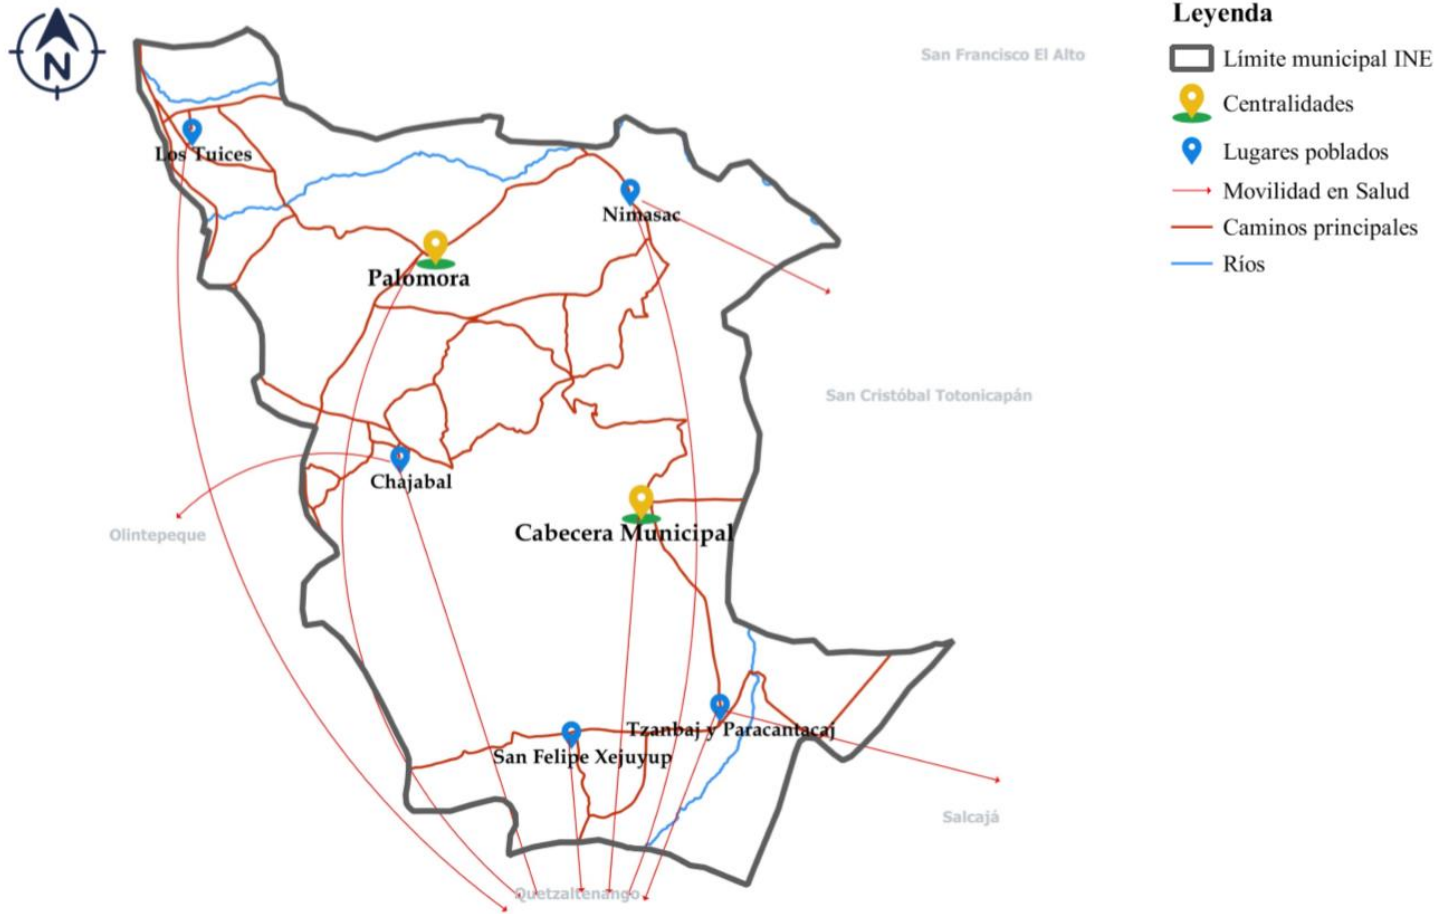 N
Leyenda
Límite municipal INE
Centralidades
Lugares poblados
Movilidad en Salud
Caminos principales
Ríos
San Francisco El Alto
Los Tuices
Nimasac
Palomora
San Cristóbal Totonicapán
Chajabal
Olintepeque
Cabecera Municipal
Tzanbaj y Paracantacaj
San Felipe Xejuyup
Salcajá
Quetzaltenango